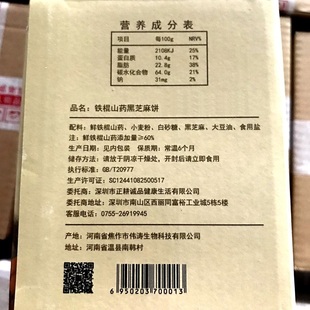 营养成分表
项目 每100g NRV%
能量 2106KJ 25%
蛋白质 10.4g 17%
脂肪 22.8g 38%
碳水化合物 64.0g 21%
钠 31mg 2%
品名：铁棍山药黑芝麻饼
配料：鲜铁棍山药、小麦粉、白砂糖、黑芝麻、大豆油、食用盐
鲜铁棍山药添加量≥60%
生产日期：见内包装 保质期：常温6个月
储存方法：请放于阴凉干燥处，开封后请立即食用
执行标准：GB/T20977
生产许可证：SC12441082500517
委托商：深圳市正耕诚品健康生活有限公司
委托商地址：深圳市南山区西丽同富裕工业城5栋5楼
客服电话：0755-26919945
产地：河南省焦作市伟涛生物科技有限公司
河南省温县南韩村
6 950203 700013